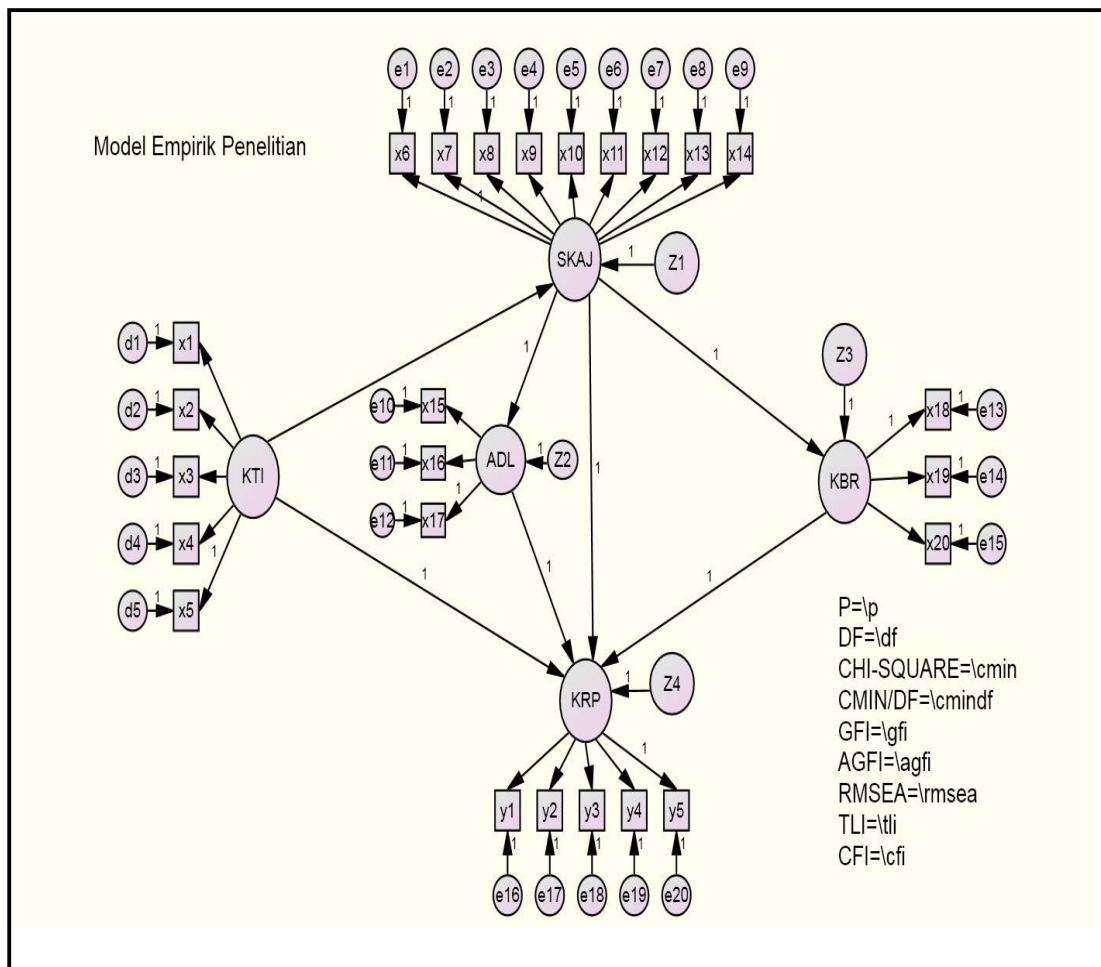 e1 e2 e3 e4 e5 e6 e7 e8 e9
1 1 1 1 1 1 1 1 1
Model Empirik Penelitian
x6 x7 x8 x9 x10 x11 x12 x13 x14
1
SKAJ
1
Z1
d1
1
x1
d2
1
x2
d3
1
x3
d4
1
x4
d5
1
x5
1
KTI
1
e10
1
x15
e11
1
x16
e12
1
x17
1
ADL
1
Z2
1
1
1
Z3
1
KBR
1
x18
1
e13
x19
1
e14
x20
1
e15
1
1
KRP
1
Z4
1
y1 y2 y3 y4 y5
1 1 1 1 1
e16 e17 e18 e19 e20
P=\p
DF=\df
CHI-SQUARE=\cmin
CMIN/DF=\cmindf
GFI=\gfi
AGFI=\agfi
RMSEA=\rmsea
TLI=\tli
CFI=\cfi